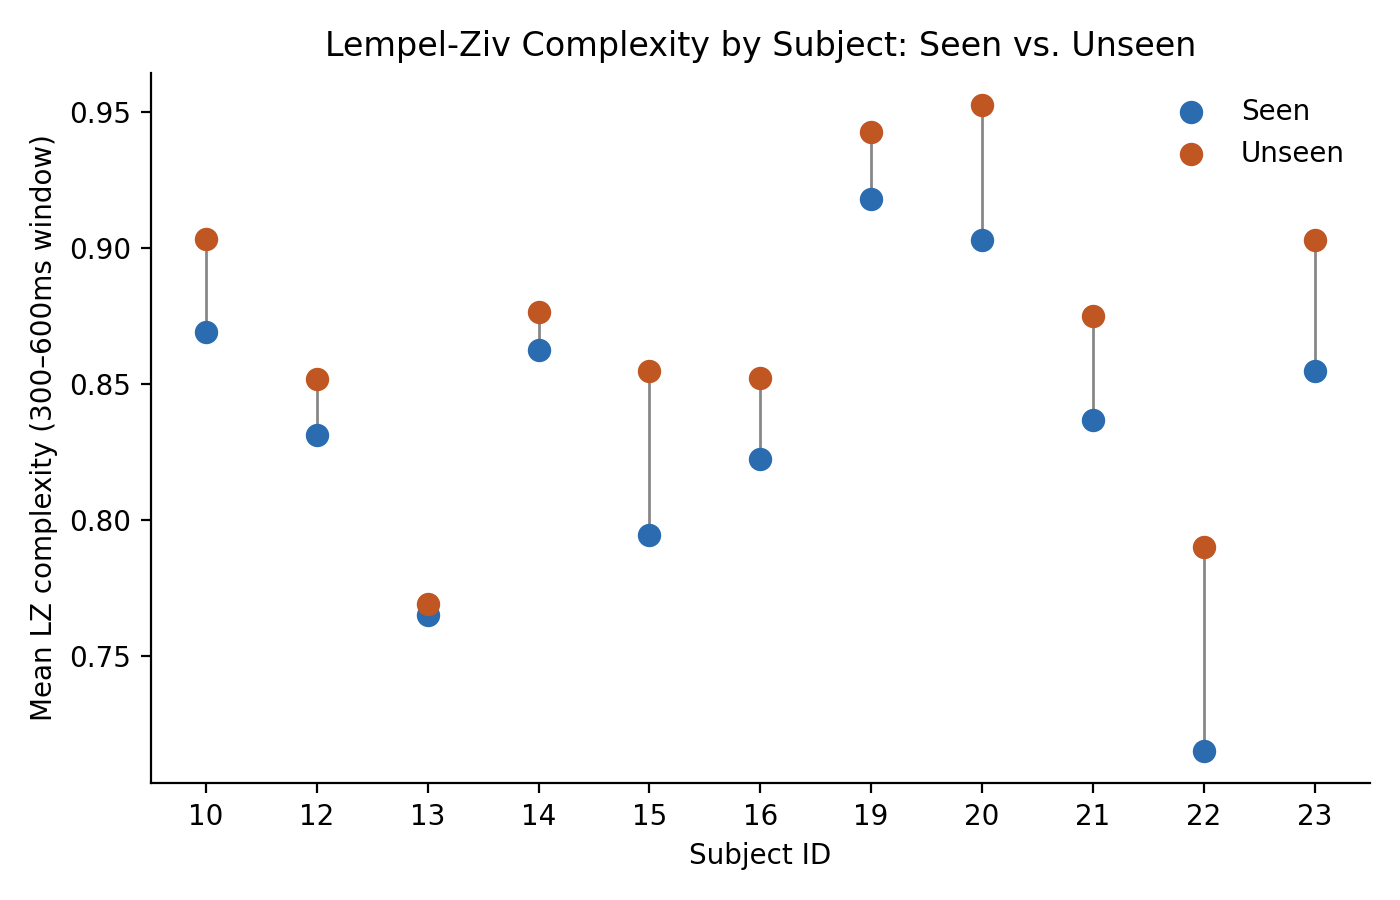 Lempel-Ziv Complexity by Subject: Seen vs. Unseen
Seen
Unseen
Mean LZ complexity (300–600ms window)
0.95
0.90
0.85
0.80
0.75
10 12 13 14 15 16 19 20 21 22 23
Subject ID